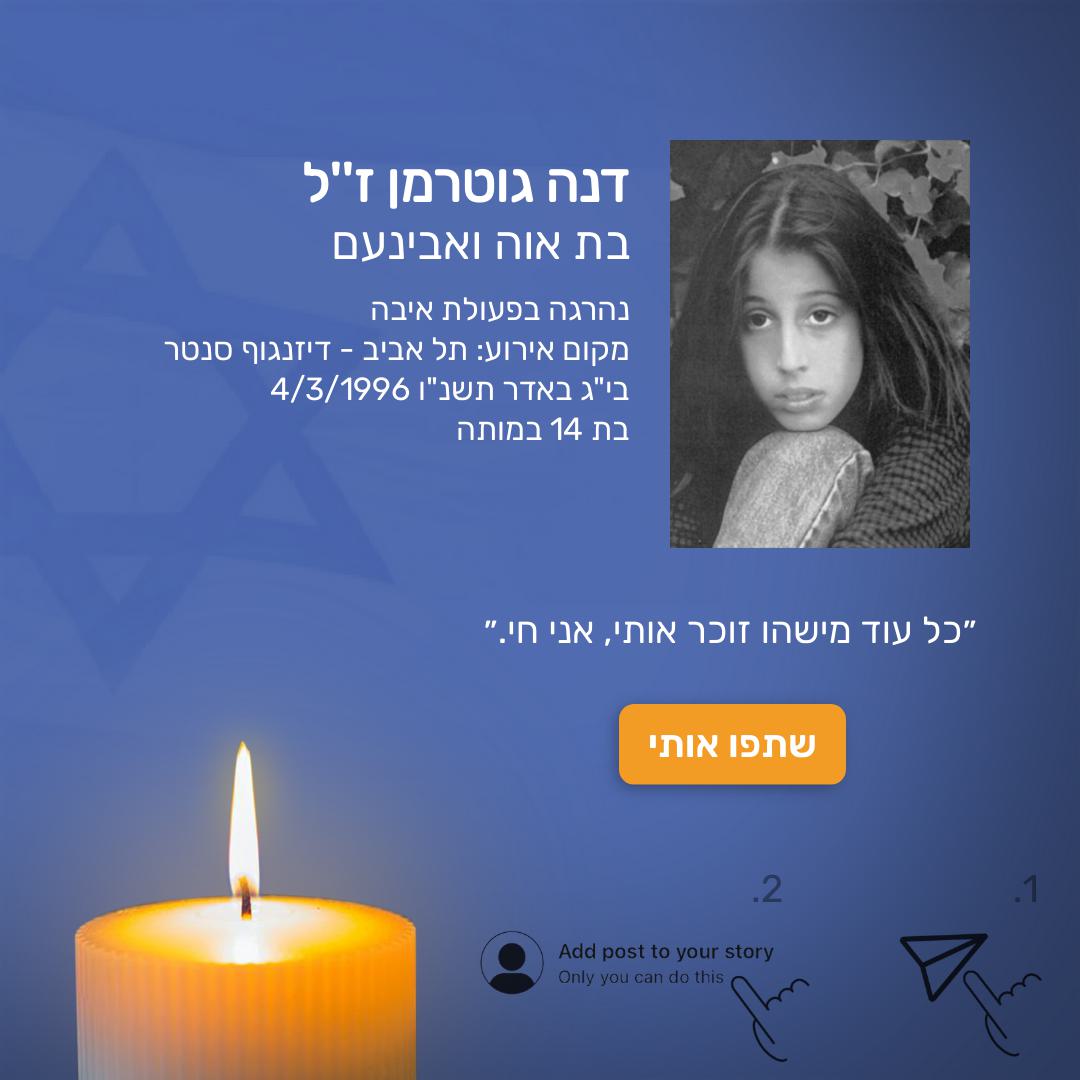 דנה גוטרמן ז"ל
בת אוה ואבינעם
נהרגה בפעולת איבה
מקום אירוע: תל אביב - דיזנגוף סנטר
בי"ג באדר תשנ"ו 4/3/1996
בת 14 במותה
״כל עוד מישהו זוכר אותי, אני חי.״
שתפו אותי
1.
2.
Add post to your story
Only you can do this